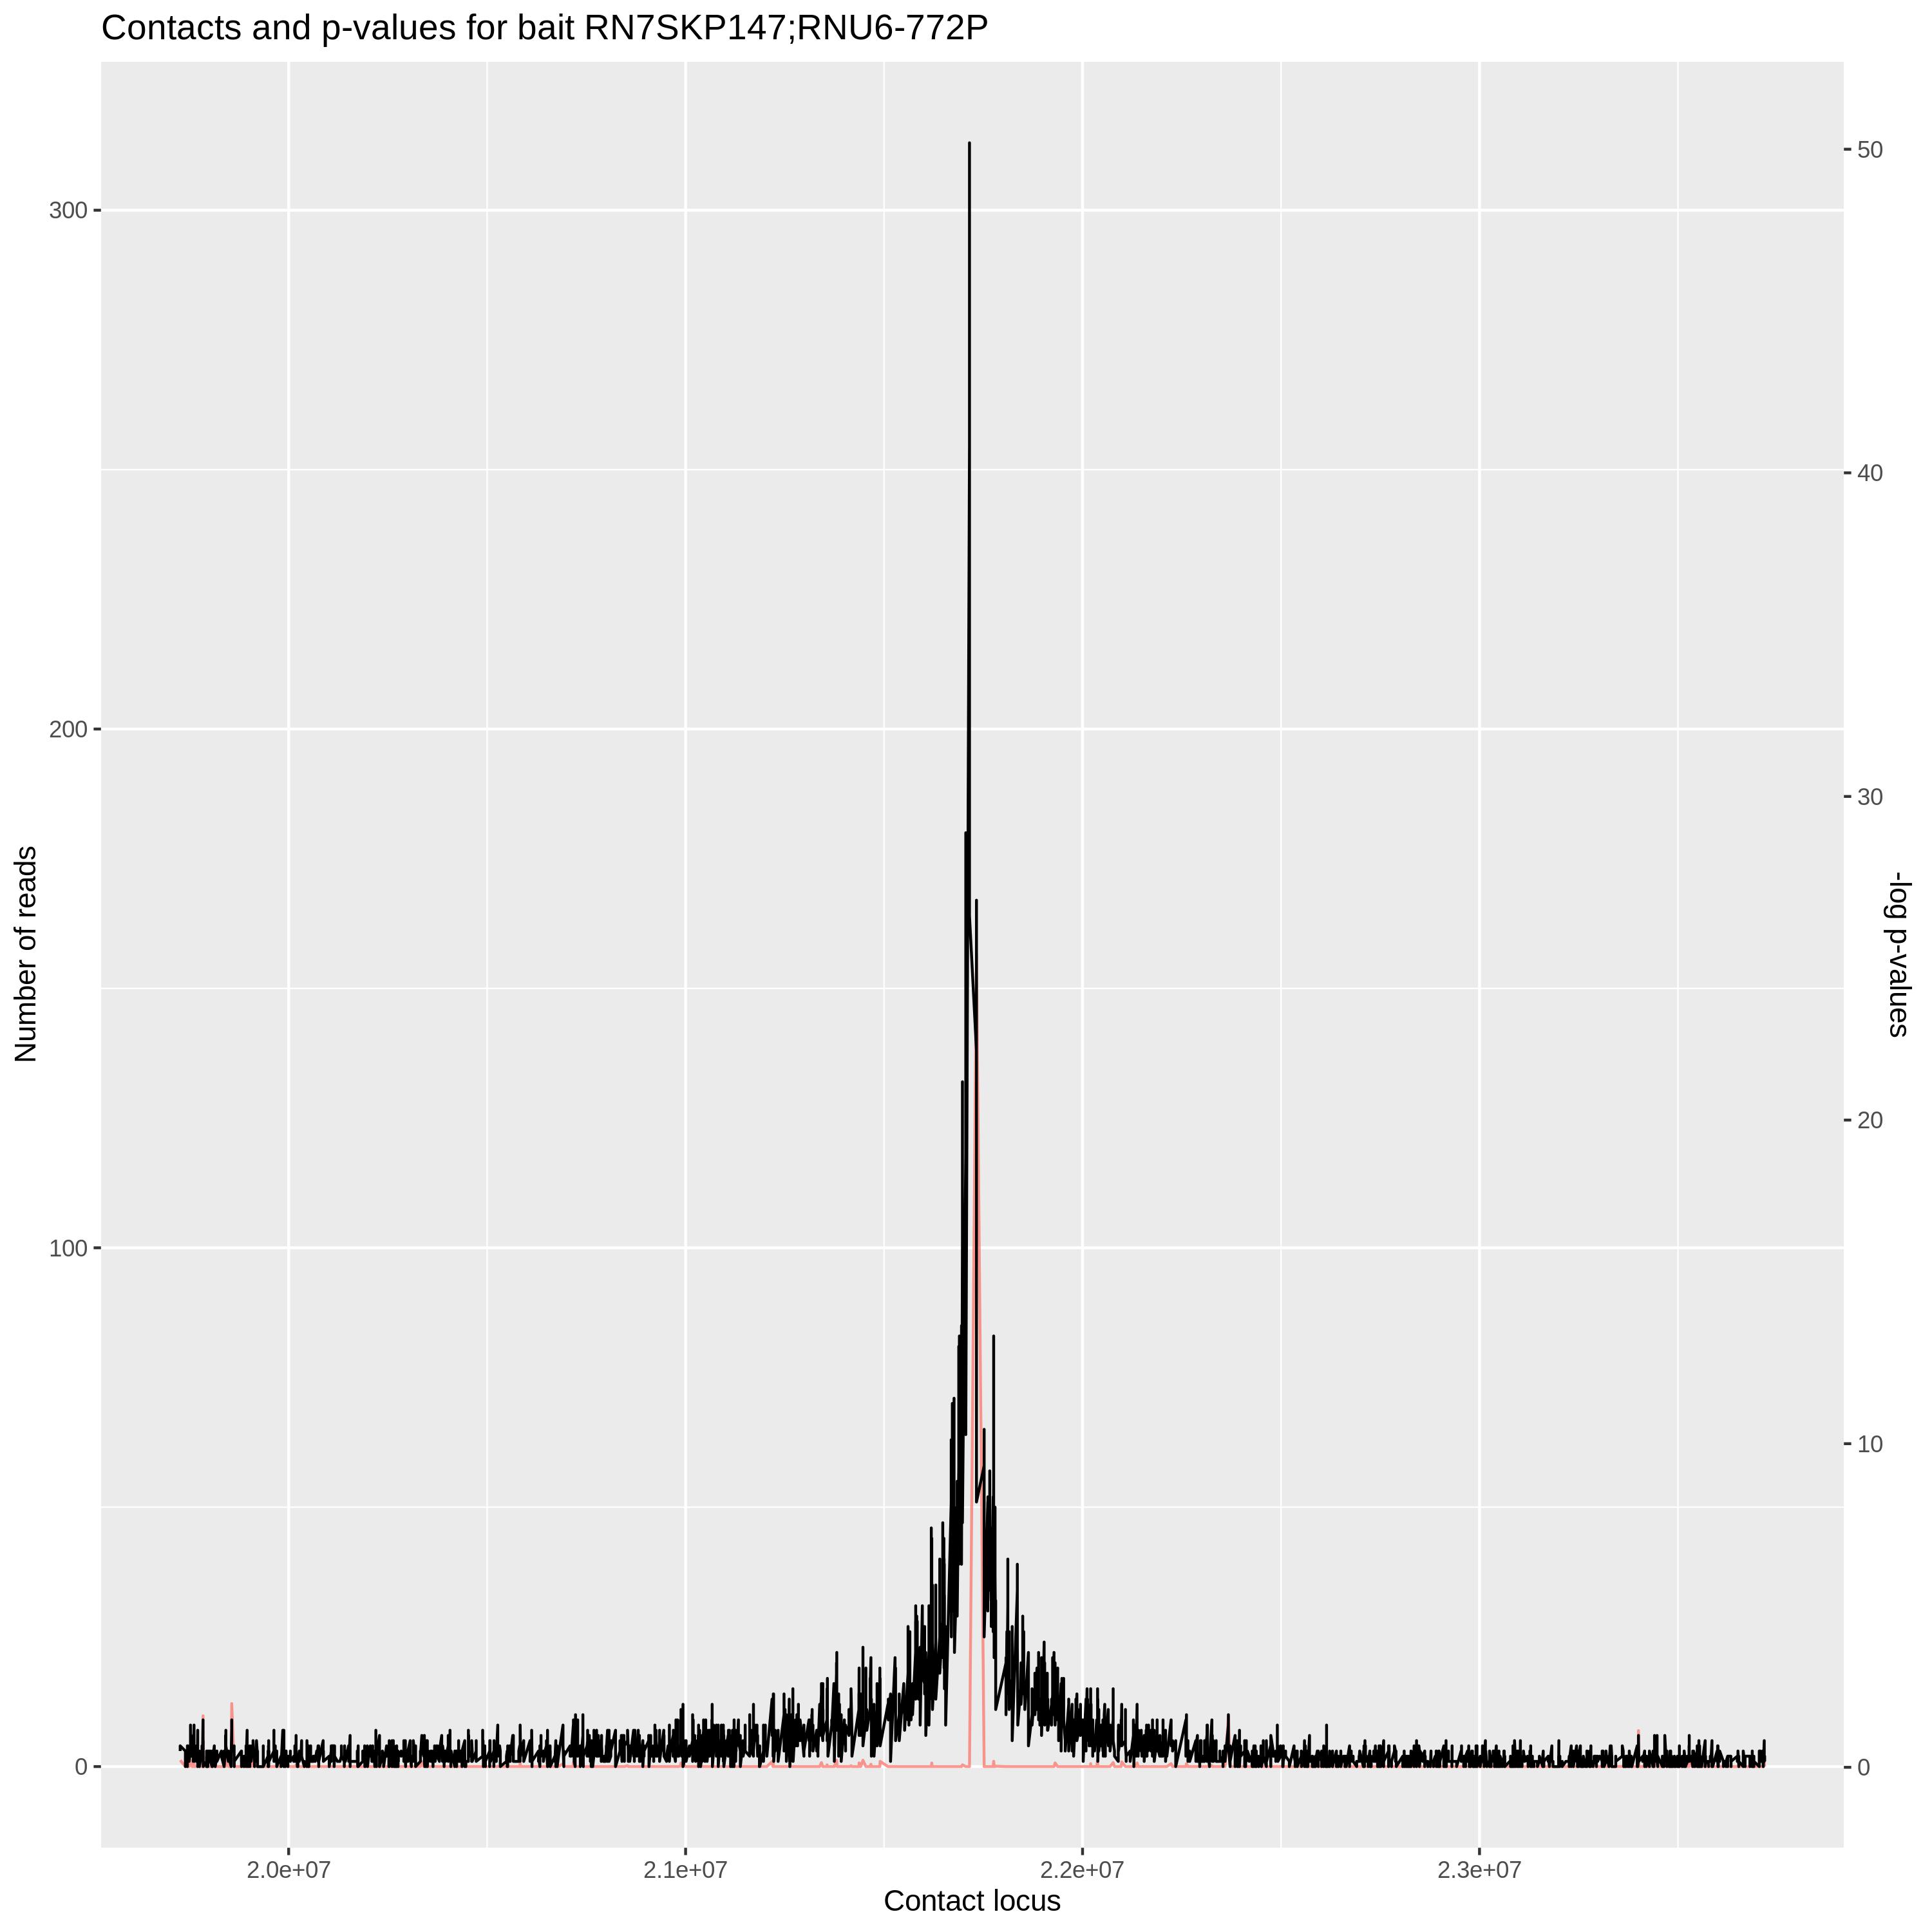 Contacts and p-values for bait RN7SKP147;RNU6-772P
300
200
100
0
Number of reads
50
40
30
20
10
0
-log p-values
2.0e+07
2.1e+07
2.2e+07
2.3e+07
Contact locus